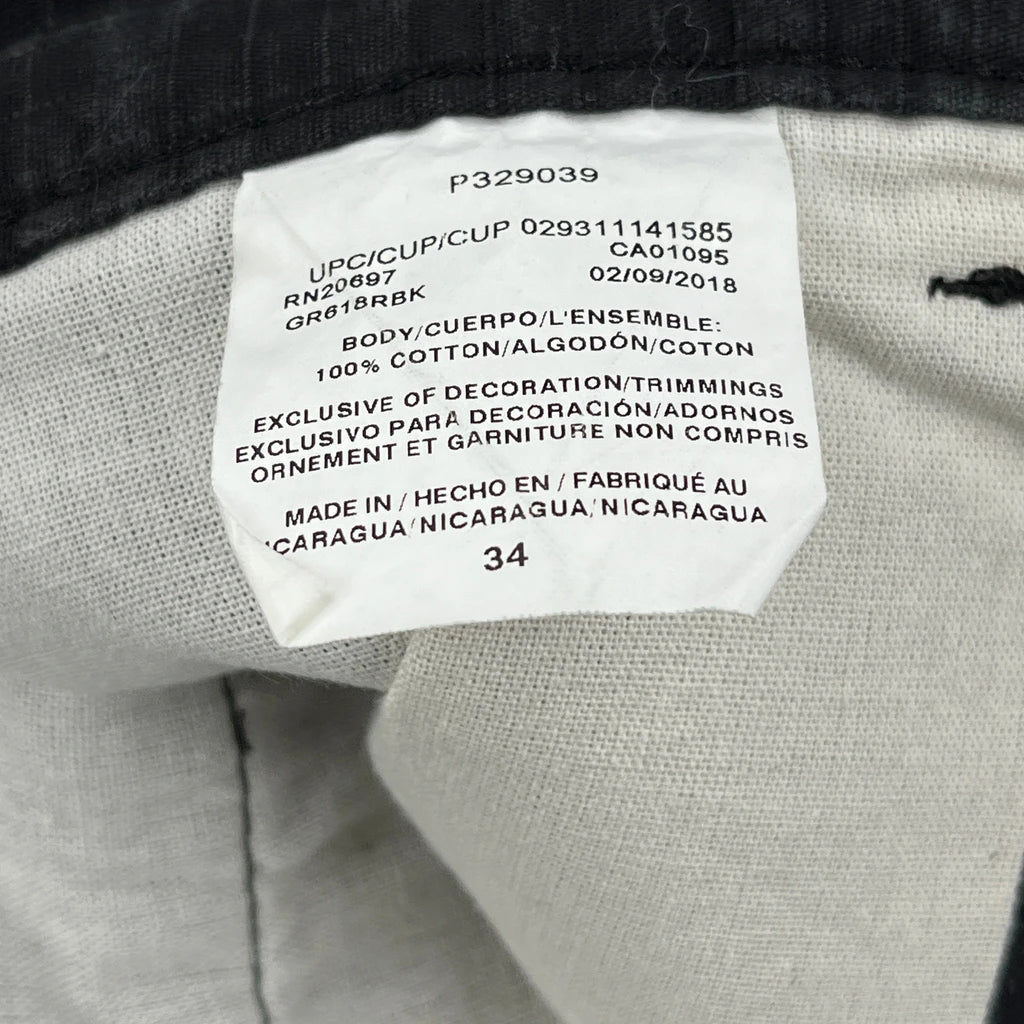 P329039
UPC/CUP/CUP 029311141585
RN20697 CA01095
GR618RBK 02/09/2018
BODY/CUERPO/L'ENSEMBLE:
100% COTTON/ALGODÓN/COTON
EXCLUSIVE OF DECORATION/TRIMMINGS
EXCLUSIVO PARA DECORACIÓN/ADORNOS
ORNEMENT ET GARNITURE NON COMPRIS
MADE IN / HECHO EN / FABRIQUÉ AU
ICARAGUA/NICARAGUA/NICARAGUA
34